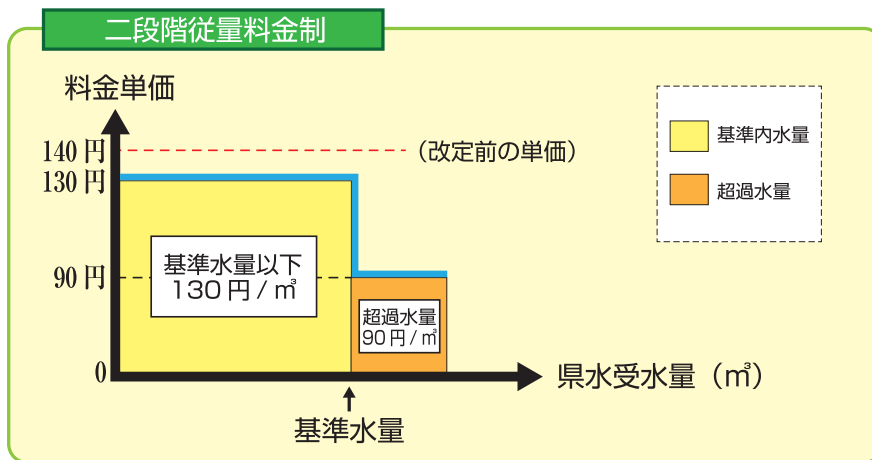 二段階従量料金制
料金単価
140円
(改定前の単価)
130円
90円
0
基準水量以下
130円/㎥
超過水量
90円/㎥
県水受水量(㎥)
基準水量
基準内水量
超過水量